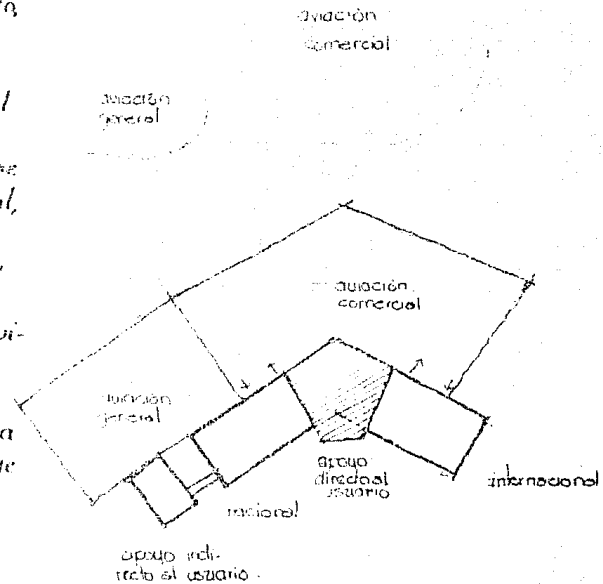 aviación
comercial
aviación
general
aviación
comercial
aviación
general
apoyo
directo al
usuario
internacional
nacional
apoyo indi-
recto al usuario.